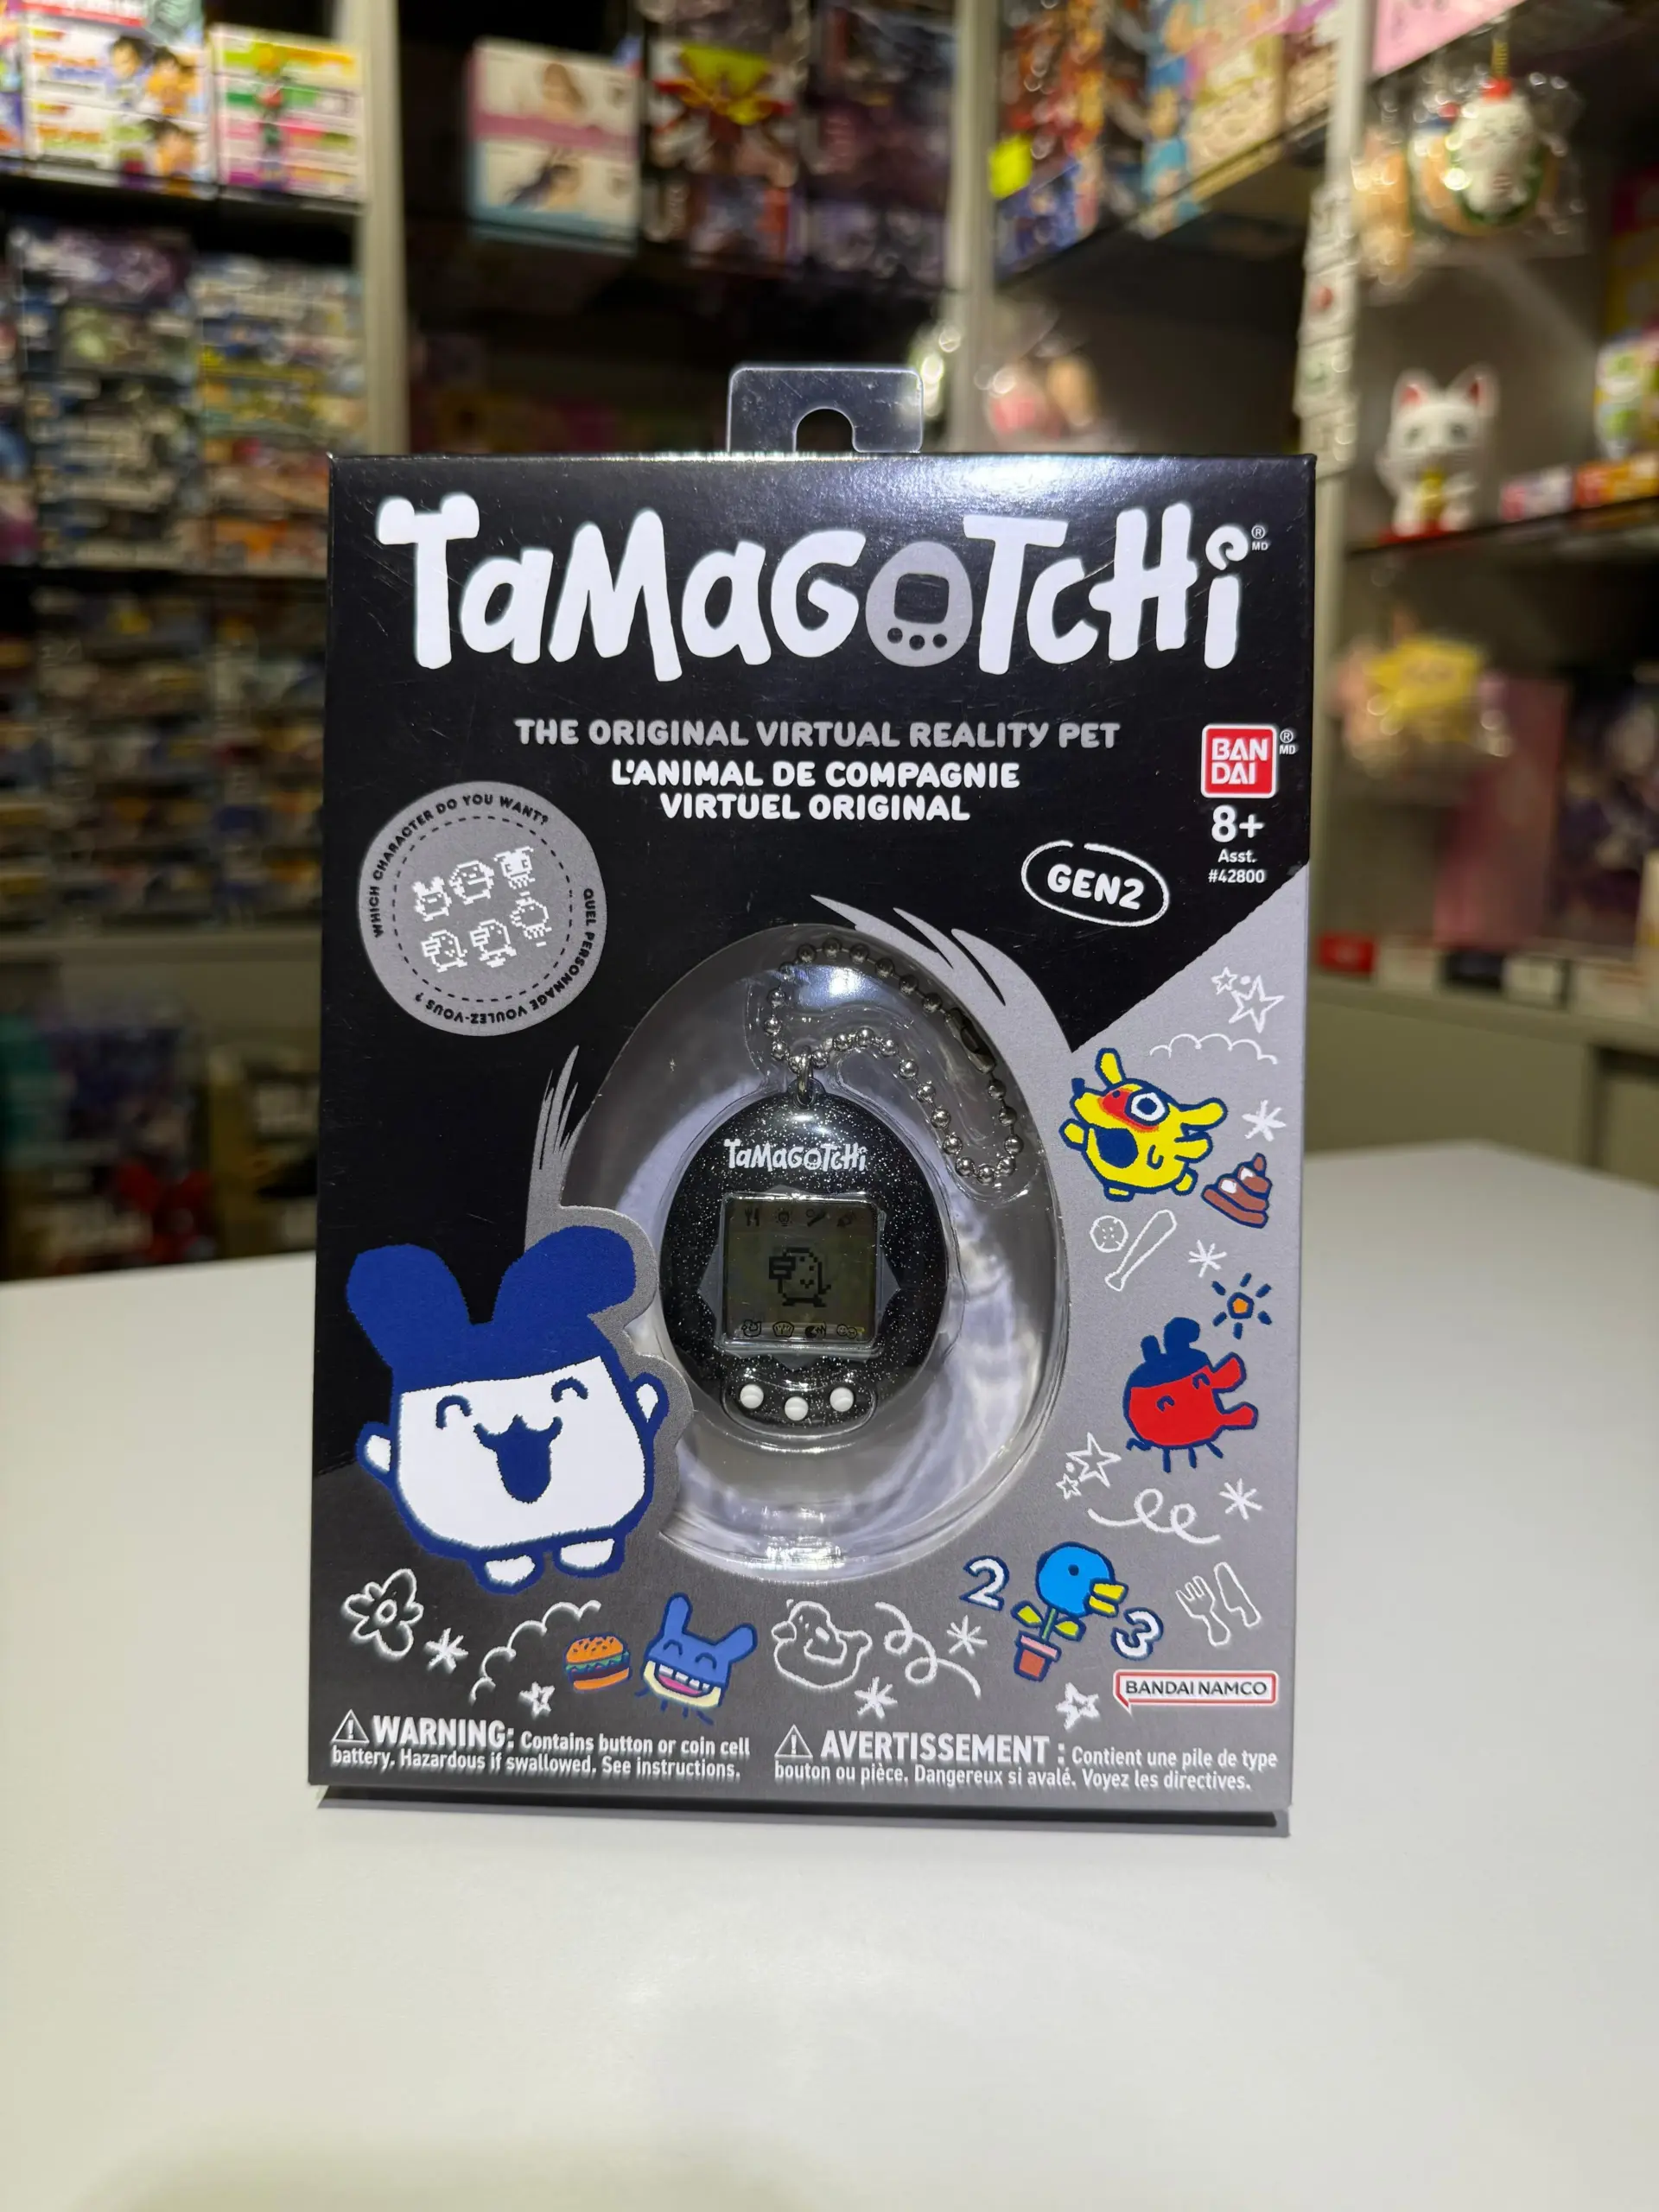 TaMaGoTcHi ® MD
THE ORIGINAL VIRTUAL REALITY PET
L'ANIMAL DE COMPAGNIE
VIRTUEL ORIGINAL
BAN
DAI
® MD
8+
Asst.
#42800
WHICH CHARACTER DO YOU WANT?
QUEL PERSONNAGE VOULEZ-VOUS ?
GEN2
TaMaGoTcHi
2
3
BANDAI NAMCO
WARNING: Contains button or coin cell
battery. Hazardous if swallowed. See instructions.
AVERTISSEMENT : Contient une pile de type
bouton ou pièce. Dangereux si avalé. Voyez les directives.